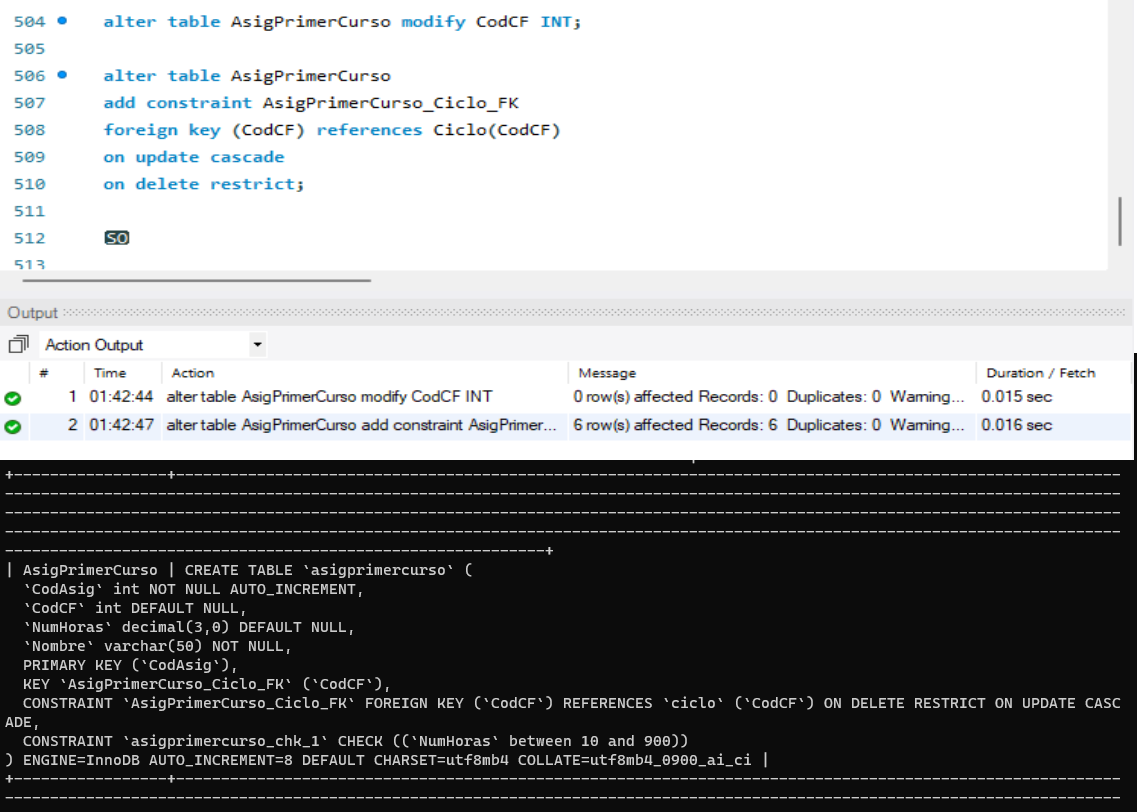 504 alter table AsigPrimerCurso modify CodCF INT;
505
506 alter table AsigPrimerCurso
507 add constraint AsigPrimerCurso_Ciclo_FK
508 foreign key (CodCF) references Ciclo(CodCF)
509 on update cascade
510 on delete restrict;
511
512 SO
513
Output
Action Output
# Time Action Message Duration / Fetch
1 01:42:44 alter table AsigPrimerCurso modify CodCF INT 0 row(s) affected Records: 0 Duplicates: 0 Warning... 0.015 sec
2 01:42:47 alter table AsigPrimerCurso add constraint AsigPrimer... 6 row(s) affected Records: 6 Duplicates: 0 Warning... 0.016 sec
| AsigPrimerCurso | CREATE TABLE `asigprimercurso` (
`CodAsig` int NOT NULL AUTO_INCREMENT,
`CodCF` int DEFAULT NULL,
`NumHoras` decimal(3,0) DEFAULT NULL,
`Nombre` varchar(50) NOT NULL,
PRIMARY KEY (`CodAsig`),
KEY `AsigPrimerCurso_Ciclo_FK` (`CodCF`),
CONSTRAINT `AsigPrimerCurso_Ciclo_FK` FOREIGN KEY (`CodCF`) REFERENCES `ciclo` (`CodCF`) ON DELETE RESTRICT ON UPDATE CASC
ADE,
CONSTRAINT `asigprimercurso_chk_1` CHECK ((`NumHoras` between 10 and 900))
) ENGINE=InnoDB AUTO_INCREMENT=8 DEFAULT CHARSET=utf8mb4 COLLATE=utf8mb4_0900_ai_ci |